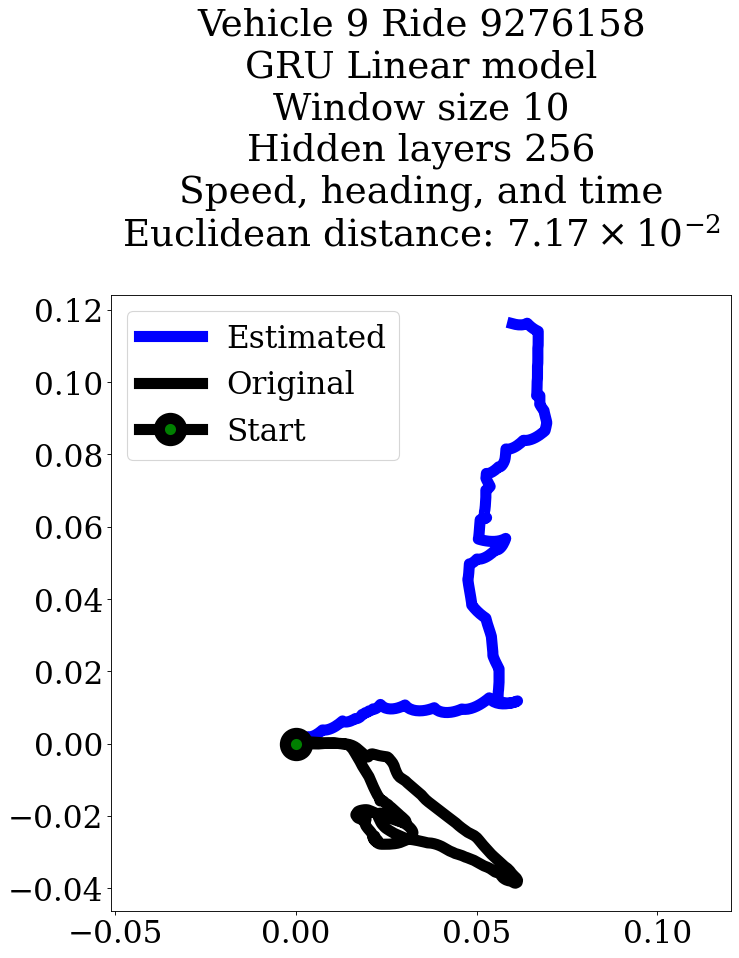 Vehicle 9 Ride 9276158
GRU Linear model
Window size 10
Hidden layers 256
Speed, heading, and time
Euclidean distance: 7.17 × 10⁻²
Estimated
Original
Start
0.12
0.10
0.08
0.06
0.04
0.02
0.00
−0.02
−0.04
−0.05 0.00 0.05 0.10